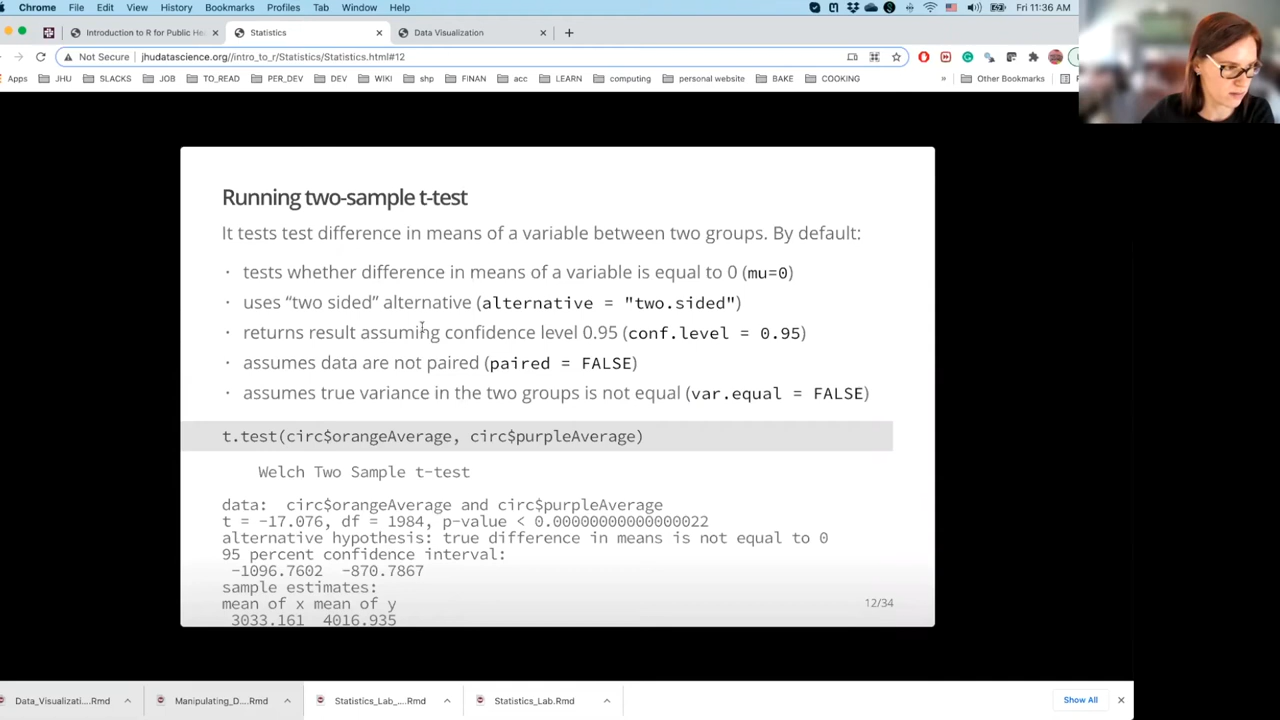 Chrome File Edit View History Bookmarks Profiles Tab Window Help Fri 11:36 AM
Introduction to R for Public He Statistics Data Visualization
Not Secure jhudatascience.org//intro_to_r/Statistics/Statistics.html#12
Apps JHU SLACKS JOB TO_READ PER_DEV DEV WIKI shp FINAN acc LEARN computing personal website BAKE COOKING » Other Bookmarks
Running two-sample t-test
It tests test difference in means of a variable between two groups. By default:
· tests whether difference in means of a variable is equal to 0 (mu=0)
· uses “two sided” alternative (alternative = "two.sided")
· returns result assuming confidence level 0.95 (conf.level = 0.95)
· assumes data are not paired (paired = FALSE)
· assumes true variance in the two groups is not equal (var.equal = FALSE)
t.test(circ$orangeAverage, circ$purpleAverage)
Welch Two Sample t-test
data: circ$orangeAverage and circ$purpleAverage
t = -17.076, df = 1984, p-value < 0.00000000000000022
alternative hypothesis: true difference in means is not equal to 0
95 percent confidence interval:
-1096.7602 -870.7867
sample estimates:
mean of x mean of y
3033.161 4016.935
12/34
Data_Visualizati....Rmd Manipulating_D....Rmd Statistics_Lab_....Rmd Statistics_Lab.Rmd Show All